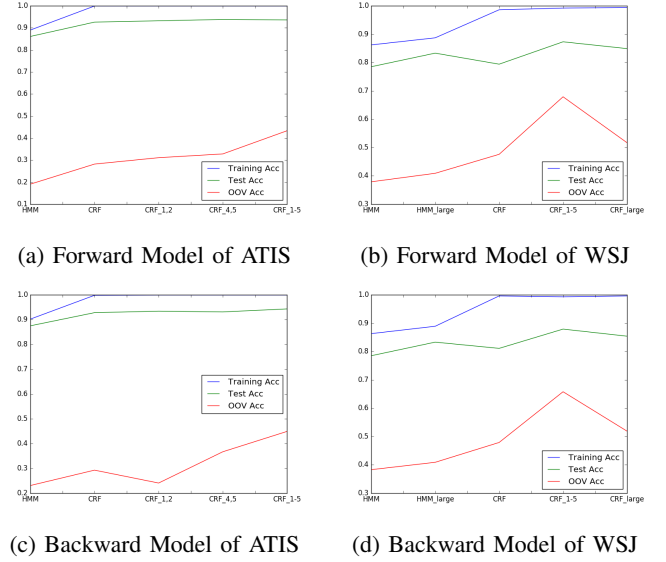 1.0
0.9
0.8
0.7
0.6
0.5
0.4
0.3
0.2
0.1
HMM CRF CRF_1,2 CRF_4,5 CRF_1-5
Training Acc
Test Acc
OOV Acc
(a) Forward Model of ATIS
1.0
0.9
0.8
0.7
0.6
0.5
0.4
0.3
HMM HMM_large CRF CRF_1-5 CRF_large
Training Acc
Test Acc
OOV Acc
(b) Forward Model of WSJ
1.0
0.9
0.8
0.7
0.6
0.5
0.4
0.3
0.2
HMM CRF CRF_1,2 CRF_4,5 CRF_1-5
Training Acc
Test Acc
OOV Acc
(c) Backward Model of ATIS
1.0
0.9
0.8
0.7
0.6
0.5
0.4
0.3
HMM HMM_large CRF CRF_1-5 CRF_large
Training Acc
Test Acc
OOV Acc
(d) Backward Model of WSJ